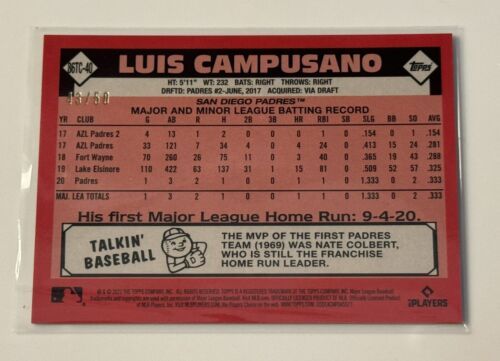 86TC-40
LUIS CAMPUSANO
Topps
HT: 5'11" WT: 232 BATS: RIGHT THROWS: RIGHT
DRFTD: PADRES #2-JUNE, 2017 ACQUIRED: VIA DRAFT
43/50
SAN DIEGO PADRES™
MAJOR AND MINOR LEAGUE BATTING RECORD
YR CLUB G AB R H 2B 3B HR RBI SB SLG BB SO AVG
17 AZL Padres 2 4 13 1 2 0 0 0 0 0 .154 0 1 .154
17 AZL Padres 33 121 7 34 4 0 4 0 .413 15 24 .281
18 Fort Wayne 70 260 26 75 11 0 3 40 0 .365 19 43 .288
19 Lake Elsinore 110 422 63 137 31 1 15 81 0 .509 52 57 .325
20 Padres 1 3 2 1 0 0 1 1 0 1.333 0 2 .333
MAJ. LEA TOTALS 1 3 2 1 0 0 1 1 0 1.333 0 2 .333
His first Major League Home Run: 9-4-20.
TALKIN'
BASEBALL
THE MVP OF THE FIRST PADRES
TEAM (1969) WAS NATE COLBERT,
WHO IS STILL THE FRANCHISE
HOME RUN LEADER.
MLB PLAYERS